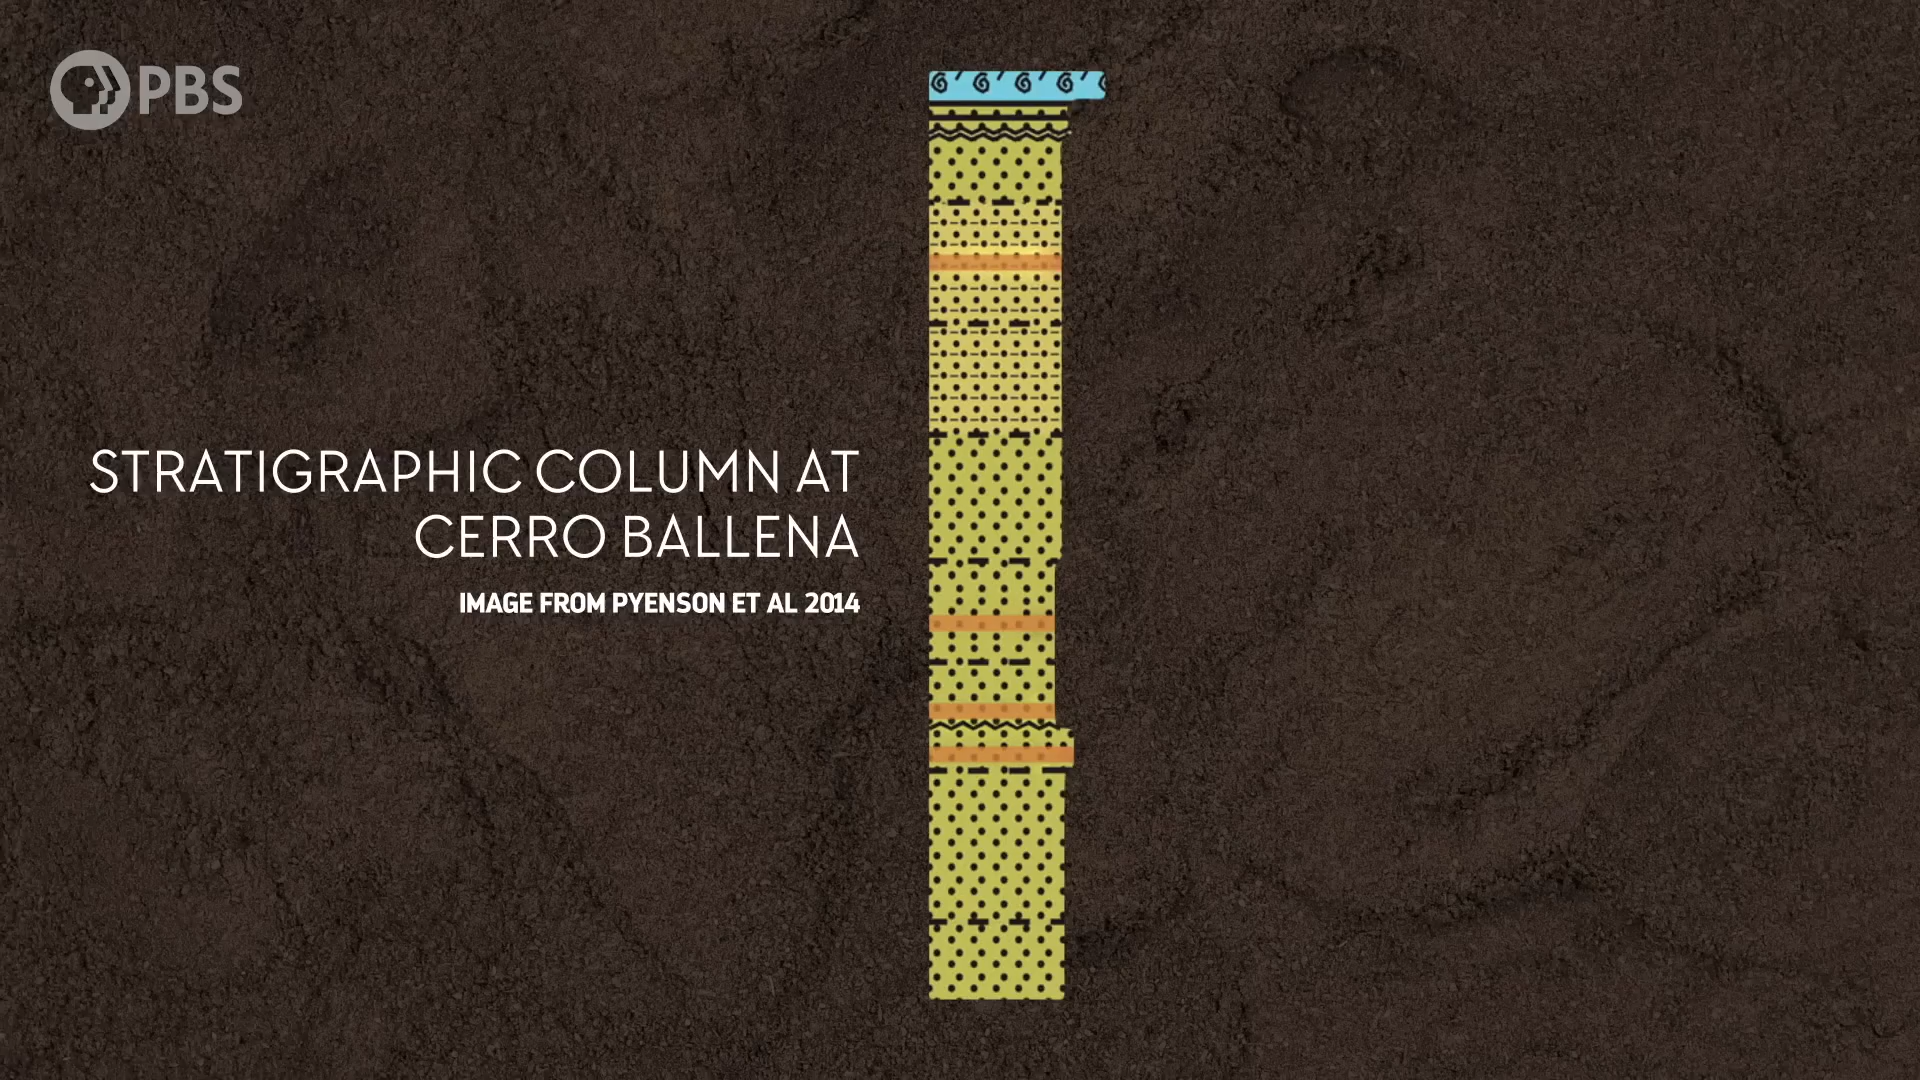 PBS
STRATIGRAPHIC COLUMN AT
CERRO BALLENA
IMAGE FROM PYENSON ET AL 2014